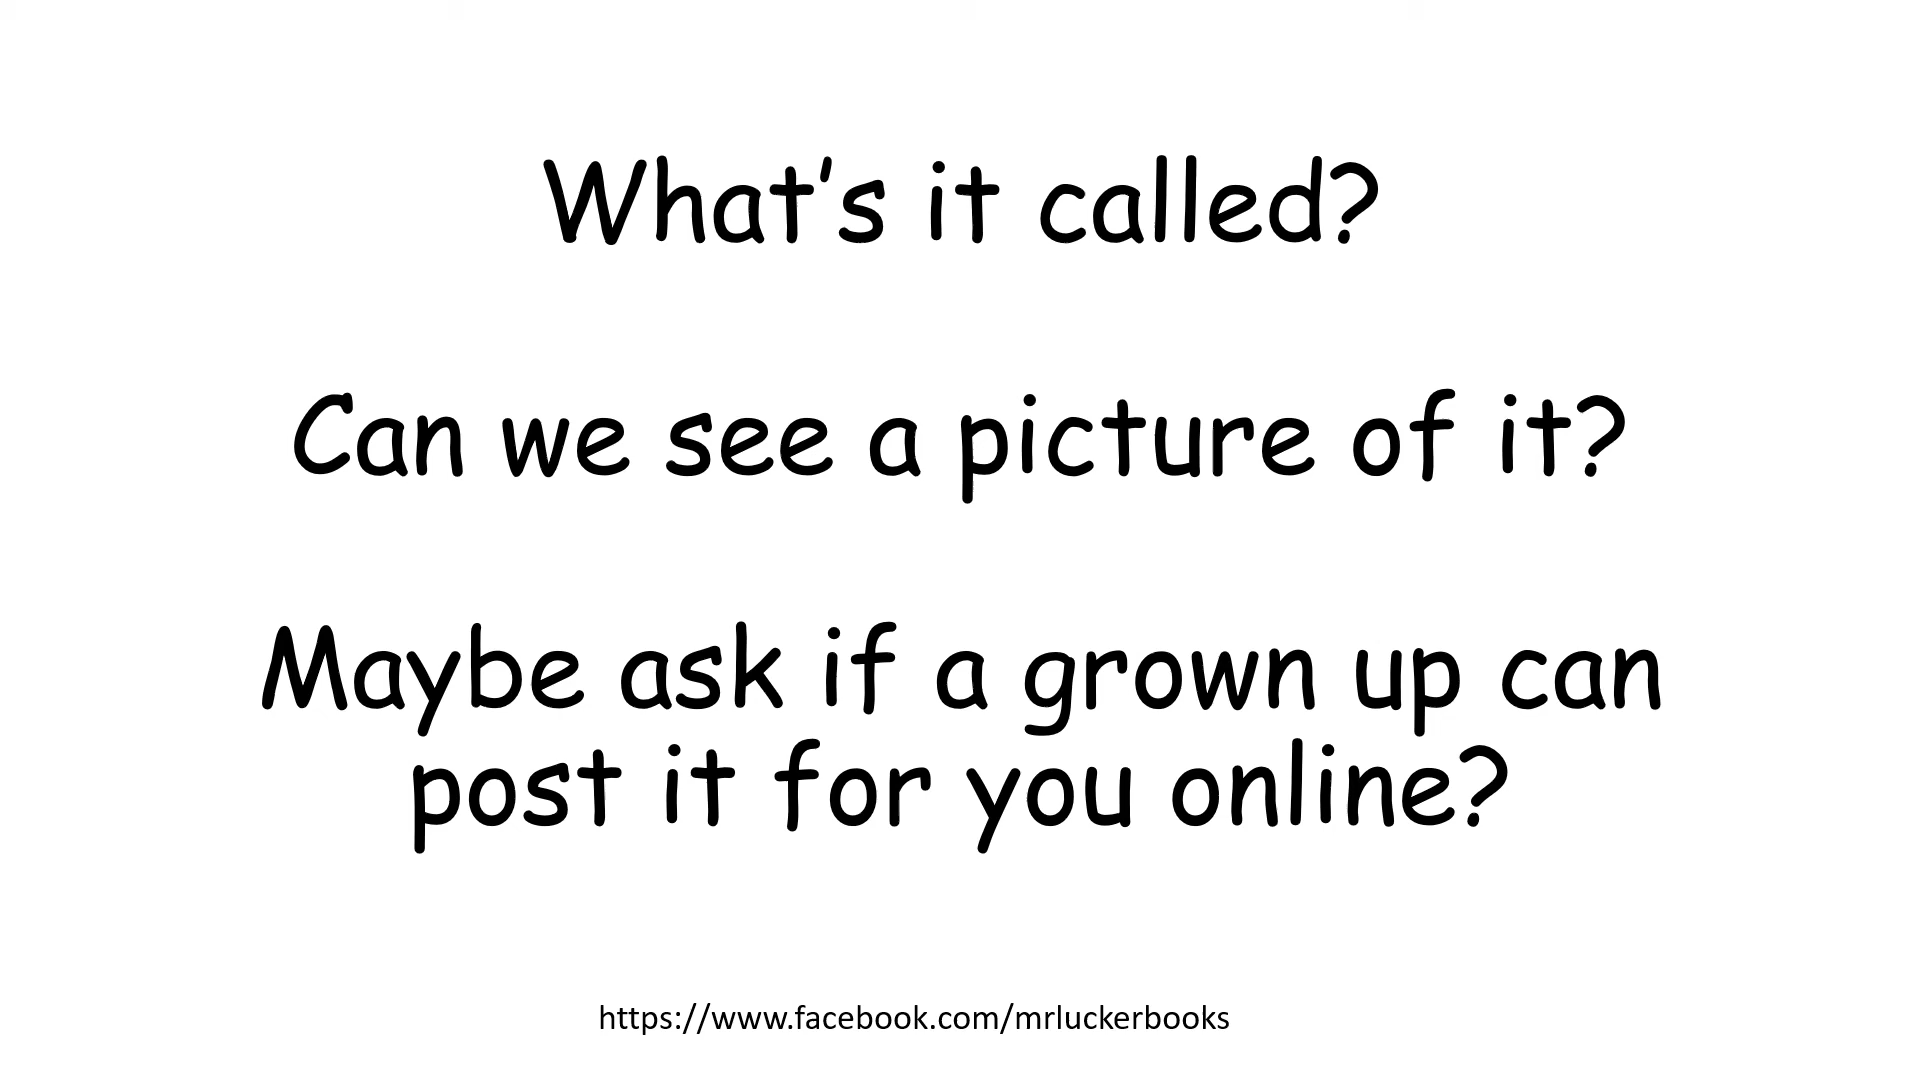 What’s it called?
Can we see a picture of it?
Maybe ask if a grown up can
post it for you online?
https://www.facebook.com/mrluckerbooks